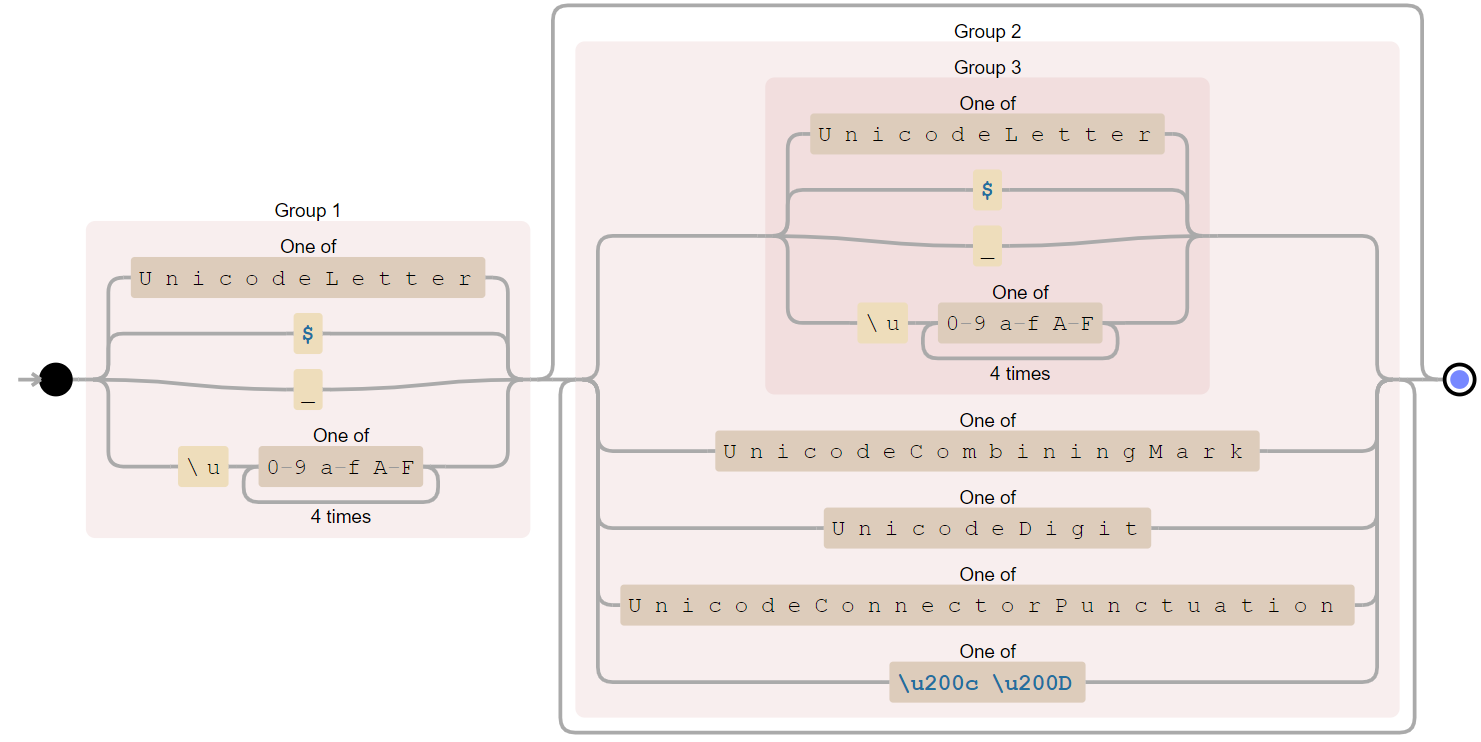 Group 1
One of
U n i c o d e L e t t e r
$
_
\ u
One of
0-9 a-f A-F
4 times
Group 2
Group 3
One of
U n i c o d e L e t t e r
$
_
\ u
One of
0-9 a-f A-F
4 times
One of
U n i c o d e C o m b i n i n g M a r k
One of
U n i c o d e D i g i t
One of
U n i c o d e C o n n e c t o r P u n c t u a t i o n
One of
\u200c \u200D